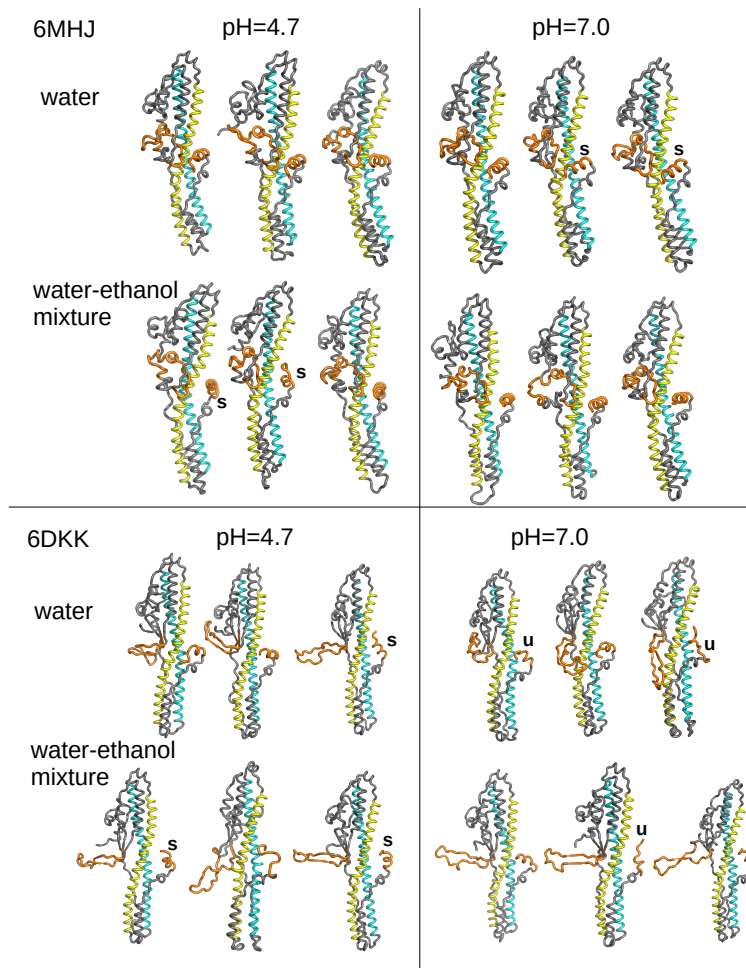 6MHJ pH=4.7 pH=7.0
water
s s
water-ethanol
mixture
s s
6DKK pH=4.7 pH=7.0
water
s u u
water-ethanol
mixture
s s u